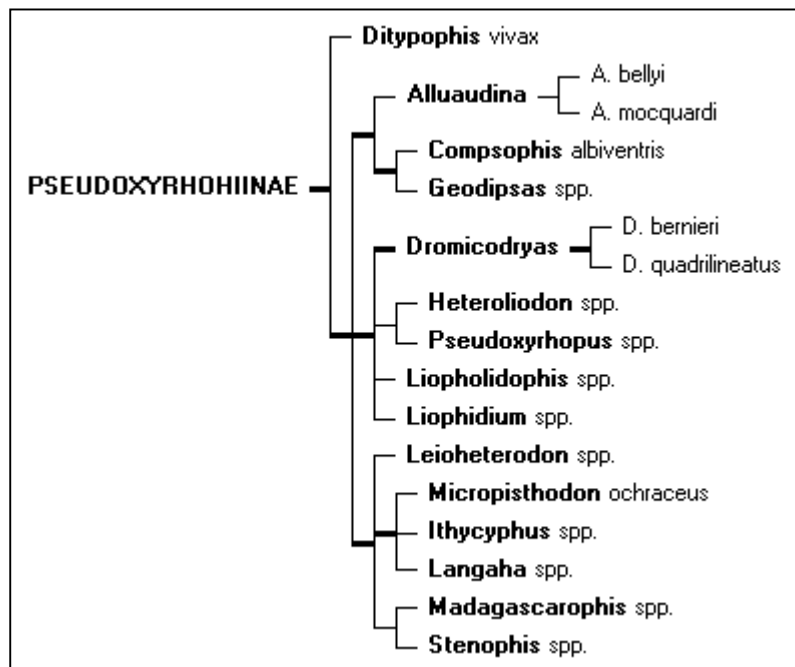 Ditypophis vivax
A. bellyi
Alluaudina
A. mocquardi
Compsophis albiventris
PSEUDOXYRHOHIINAE
Geodipsas spp.
D. bernieri
Dromicodryas
D. quadrilineatus
Heteroliodon spp.
Pseudoxyrhopus spp.
Liopholidophis spp.
Liophidium spp.
Leioheterodon spp.
Micropisthodon ochraceus
Ithycyphus spp.
Langaha spp.
Madagascarophis spp.
Stenophis spp.